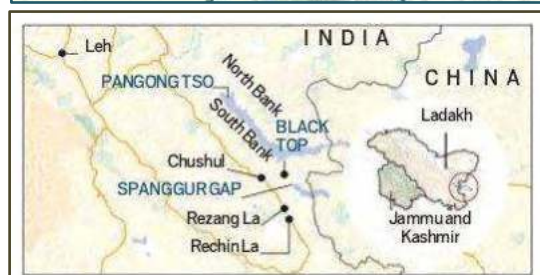 INDIA
Leh
North Bank
CHINA
PANGONG TSO
South Bank
BLACK
TOP
Ladakh
Chushul
SPANGGUR GAP
Rezang La
Rechin La
Jammu and
Kashmir